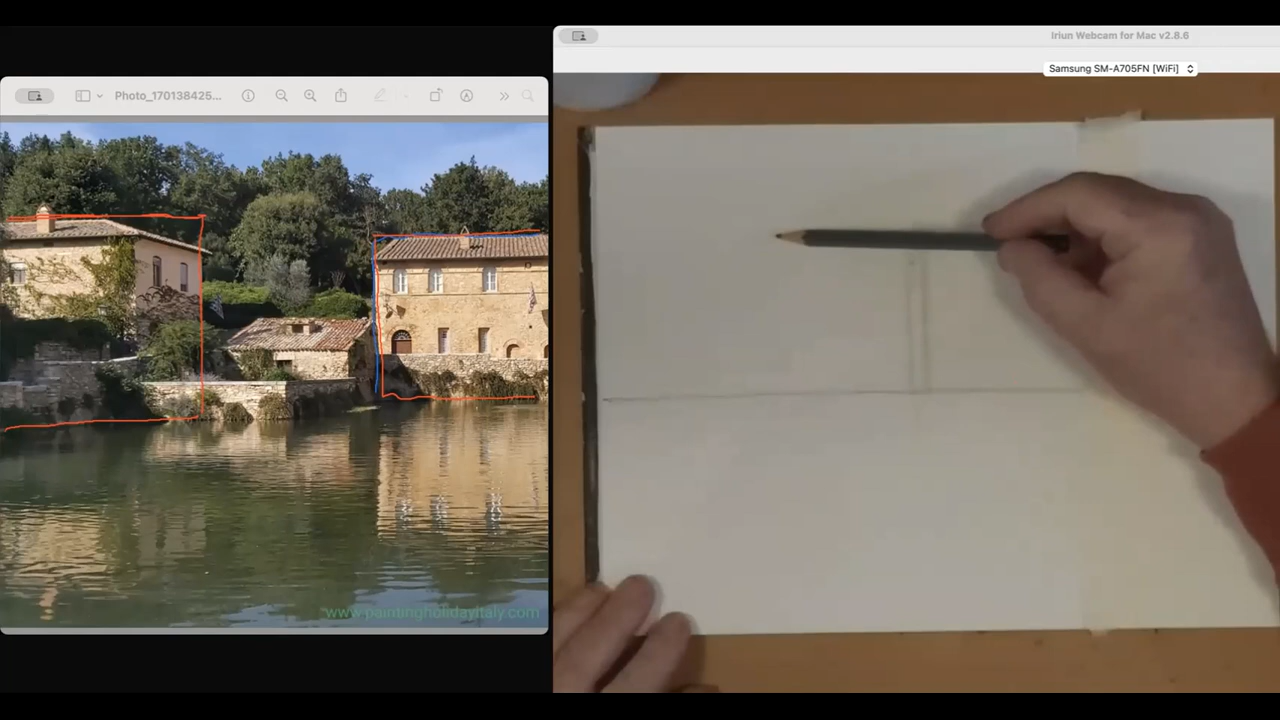 Iriun Webcam for Mac v2.8.6
Samsung SM-A705FN [WiFi]
Photo_170138425...
www.paintingholidayitaly.com